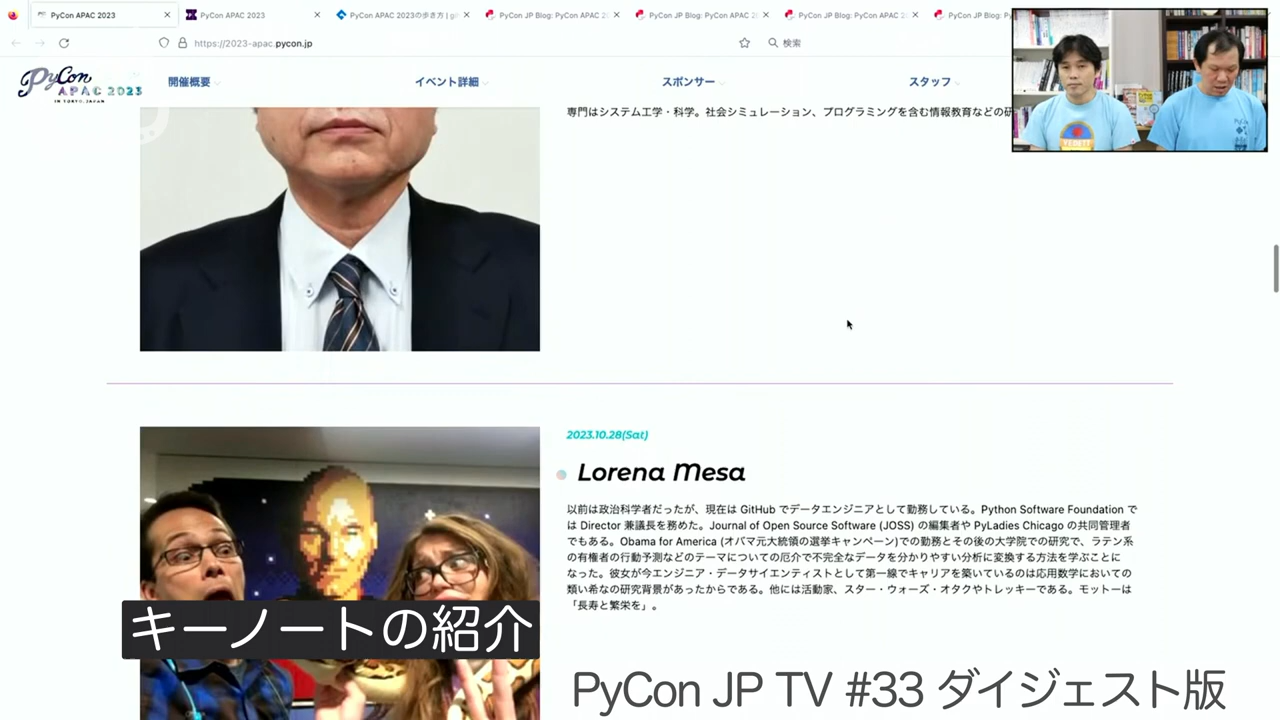 PyCon APAC 2023
PyCon APAC 2023
PyCon APAC 2023の歩き方 | gi
PyCon JP Blog: PyCon APAC 2
PyCon JP Blog: PyCon APAC 2
PyCon JP Blog: PyCon APAC 2
PyCon JP Blog: Py
https://2023-apac.pycon.jp
検索
PyCon
APAC 2023
IN TOKYO, JAPAN
開催概要
イベント詳細
スポンサー
スタッフ
専門はシステム工学・科学。社会シミュレーション、プログラミングを含む情報教育などの研
2023.10.28(Sat)
Lorena Mesa
以前は政治科学者だったが、現在は GitHub でデータエンジニアとして勤務している。Python Software Foundation で
は Director 兼議長を務めた。Journal of Open Source Software (JOSS) の編集者や PyLadies Chicago の共同管理者
でもある。Obama for America (オバマ元大統領の選挙キャンペーン)での勤務とその後の大学院での研究で、ラテン系
の有権者の行動予測などのテーマについての厄介で不完全なデータを分かりやすい分析に変換する方法を学ぶことに
なった。彼女が今エンジニア・データサイエンティストとして第一線でキャリアを築いているのは応用数学においての
類い希なの研究背景があったからである。他には活動家、スター・ウォーズ・オタクやトレッキーである。モットーは
「長寿と繁栄を」。
キーノートの紹介
PyCon JP TV #33 ダイジェスト版